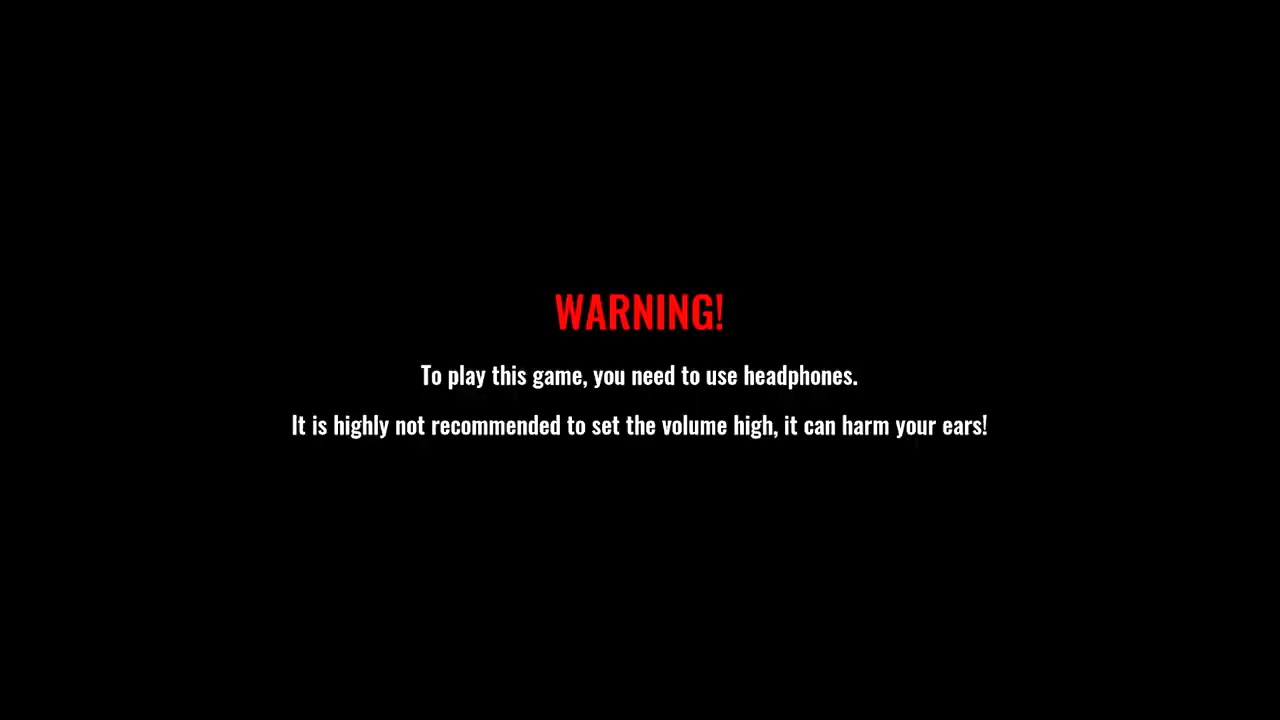 WARNING!
To play this game, you need to use headphones.
It is highly not recommended to set the volume high, it can harm your ears!